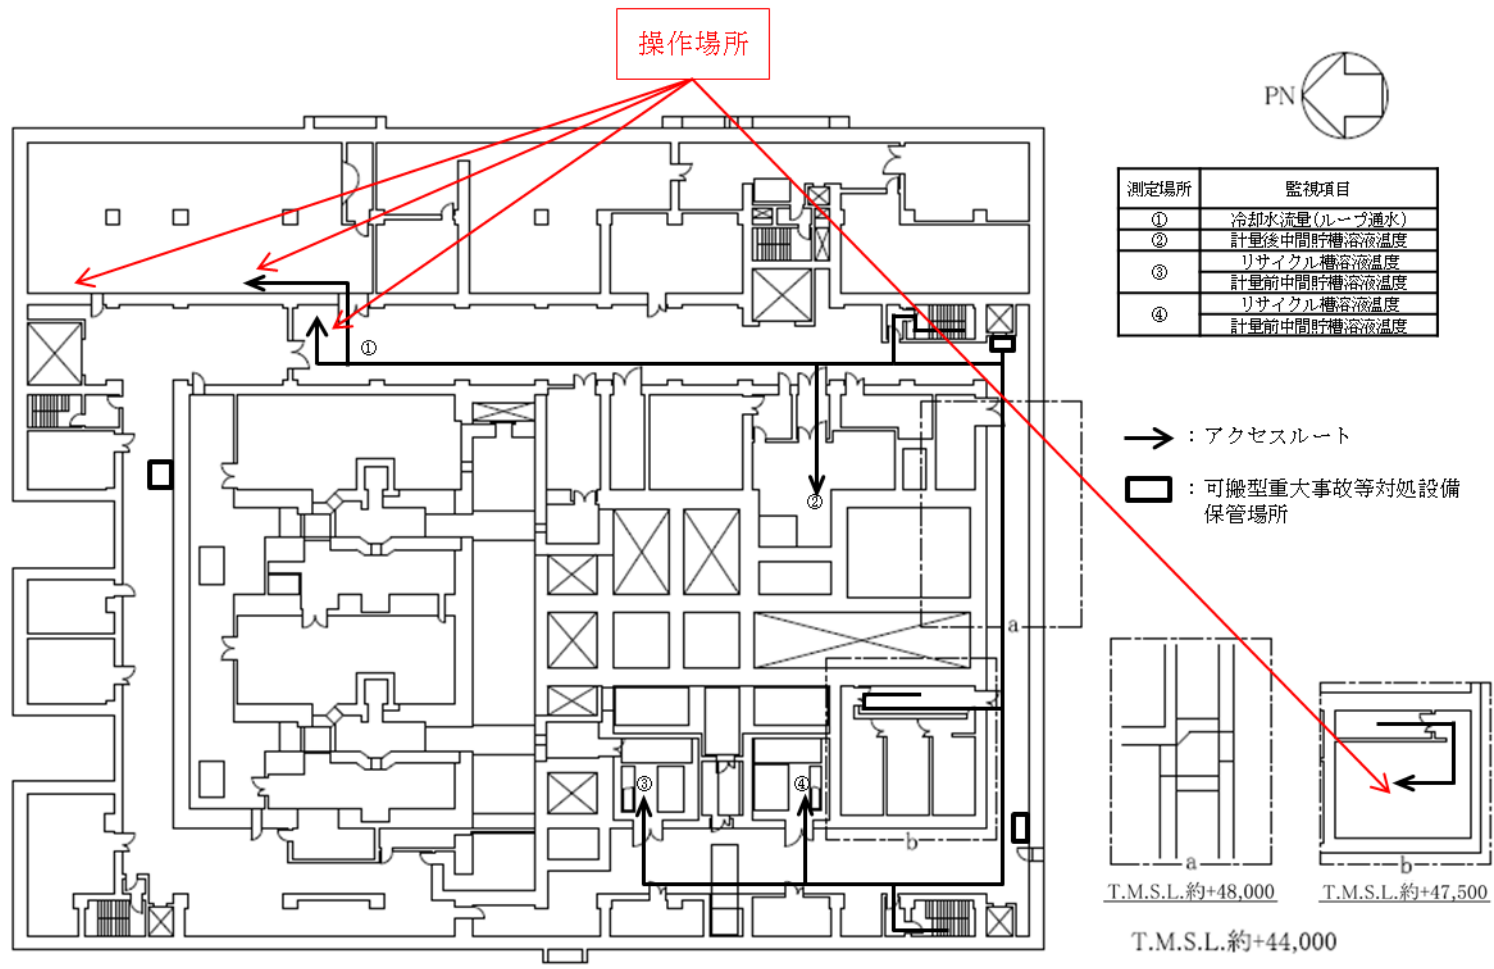 操作場所
PN
測定場所 監視項目
① 冷却水流量(ループ通水)
② 計量後中間貯槽溶液温度
③ リサイクル槽溶液温度
計量前中間貯槽溶液温度
④ リサイクル槽溶液温度
計量前中間貯槽溶液温度
①
：アクセスルート
②
：可搬型重大事故等対処設備
保管場所
a
③
④
b
a
b
T.M.S.L.約+48,000
T.M.S.L.約+47,500
T.M.S.L.約+44,000